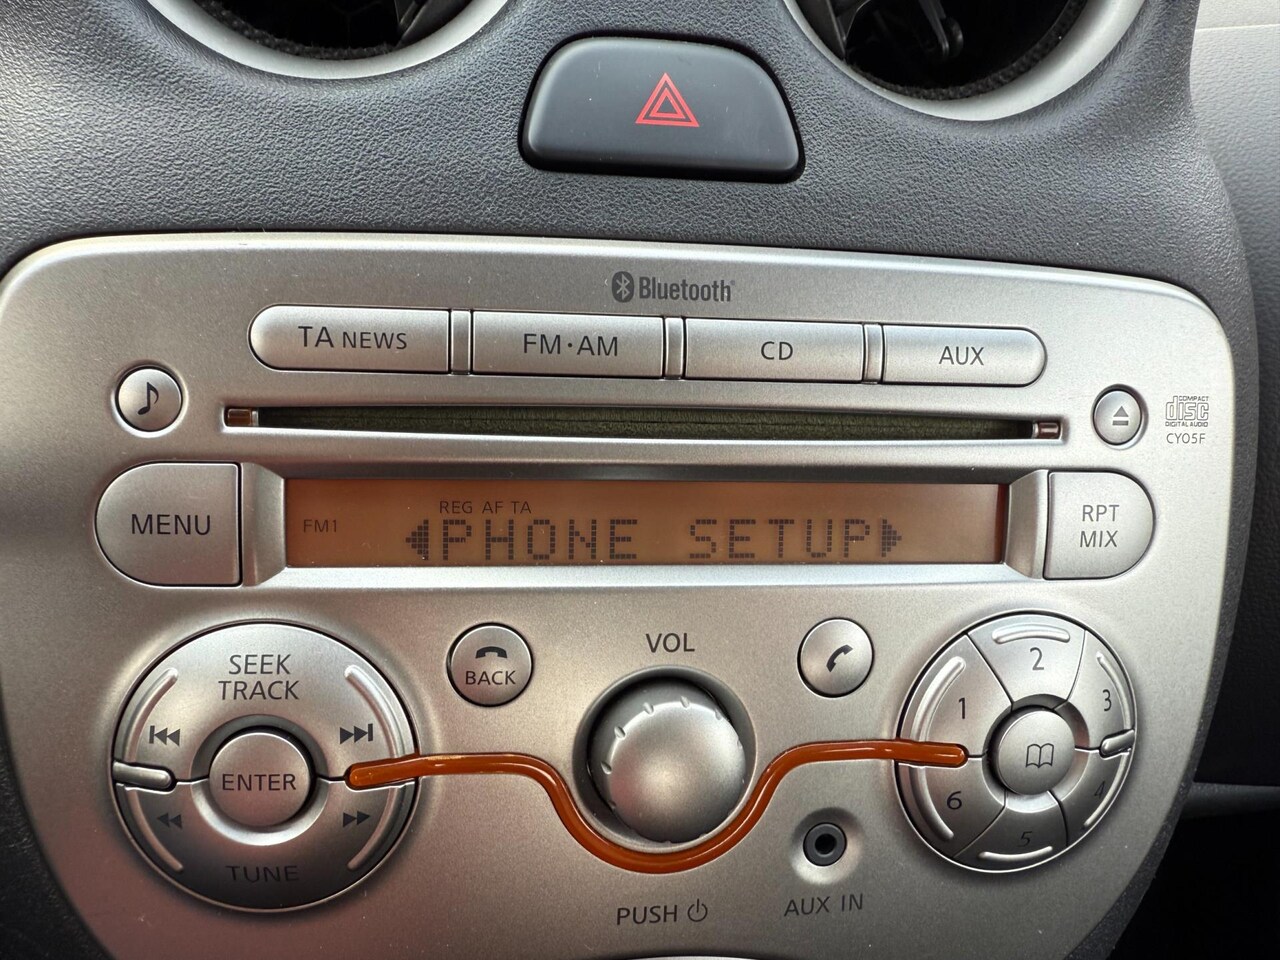 Bluetooth
TA NEWS
FM·AM
CD
AUX
COMPACT
disc
DIGITAL AUDIO
CY05F
MENU
REG AF TA
FM1
PHONE SETUP
RPT
MIX
SEEK
TRACK
ENTER
TUNE
BACK
VOL
PUSH
AUX IN
1
2
3
4
5
6